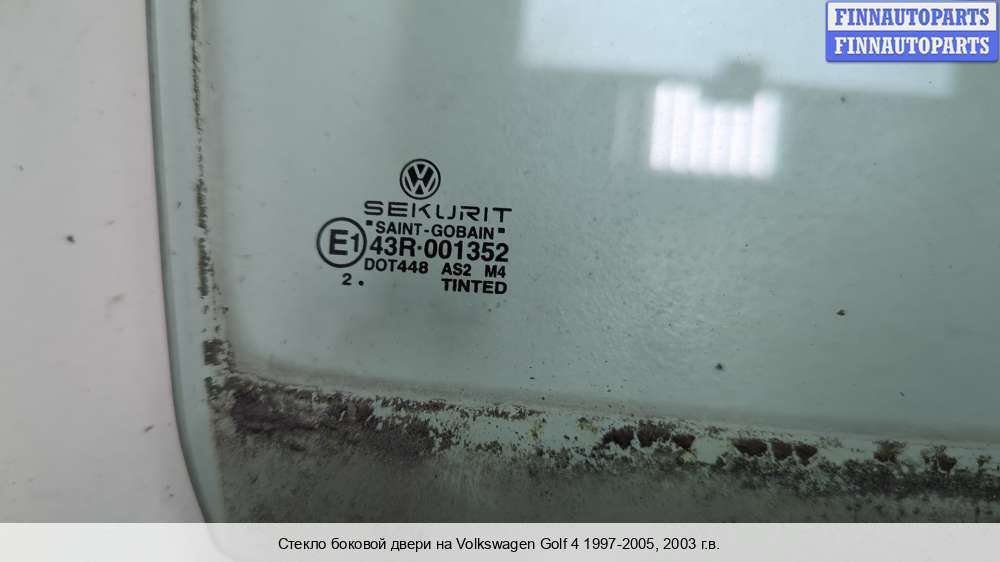 FINNAUTOPARTS
FINNAUTOPARTS
VW
SEKURIT
SAINT-GOBAIN
E1 43R-001352
DOT448 AS2 M4
2. TINTED
Стекло боковой двери на Volkswagen Golf 4 1997-2005, 2003 г.в.